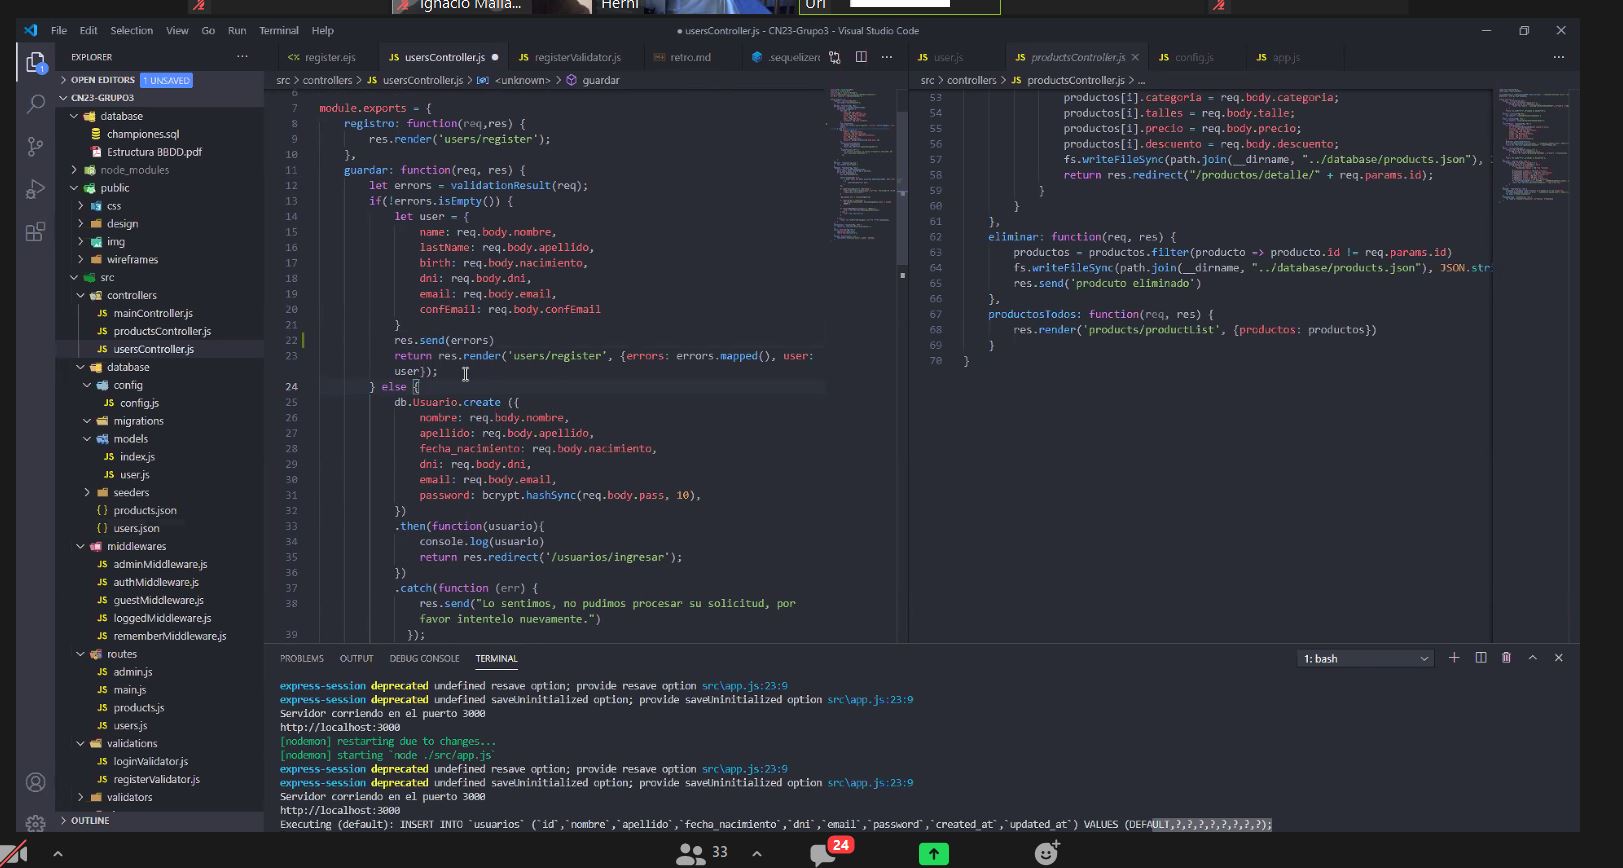 Ignacio Malla...
Herni
Uri
File Edit Selection View Go Run Terminal Help
● usersController.js - CN23-Grupo3 - Visual Studio Code
EXPLORER
register.ejs
usersController.js ●
registerValidator.js
retro.md
.sequelizerc
user.js
productsController.js
config.js
app.js
OPEN EDITORS 1 UNSAVED
src > controllers > JS usersController.js > <unknown> > guardar
src > controllers > JS productsController.js > ...
CN23-GRUPO3
database
championes.sql
Estructura BBDD.pdf
node_modules
public
css
design
img
wireframes
src
controllers
mainController.js
productsController.js
usersController.js
database
config
config.js
migrations
models
index.js
user.js
seeders
products.json
users.json
middlewares
adminMiddleware.js
authMiddleware.js
guestMiddleware.js
loggedMiddleware.js
rememberMiddleware.js
routes
admin.js
main.js
products.js
users.js
validations
loginValidator.js
registerValidator.js
validators
OUTLINE
6
7 module.exports = {
8 registro: function(req,res) {
9 res.render('users/register');
10 },
11 guardar: function(req, res) {
12 let errors = validationResult(req);
13 if(!errors.isEmpty()) {
14 let user = {
15 name: req.body.nombre,
16 lastName: req.body.apellido,
17 birth: req.body.nacimiento,
18 dni: req.body.dni,
19 email: req.body.email,
20 confEmail: req.body.confEmail
21 }
22 res.send(errors)
23 return res.render('users/register', {errors: errors.mapped(), user:
user});
24 } else {
25 db.Usuario.create ({
26 nombre: req.body.nombre,
27 apellido: req.body.apellido,
28 fecha_nacimiento: req.body.nacimiento,
29 dni: req.body.dni,
30 email: req.body.email,
31 password: bcrypt.hashSync(req.body.pass, 10),
32 })
33 .then(function(usuario){
34 console.log(usuario)
35 return res.redirect('/usuarios/ingresar');
36 })
37 .catch(function (err) {
38 res.send("Lo sentimos, no pudimos procesar su solicitud, por
favor intentelo nuevamente.")
39 });
53 productos[i].categoria = req.body.categoria;
54 productos[i].talles = req.body.talle;
55 productos[i].precio = req.body.precio;
56 productos[i].descuento = req.body.descuento;
57 fs.writeFileSync(path.join(__dirname, "../database/products.json"),
58 return res.redirect("/productos/detalle/" + req.params.id);
59 }
60 }
61 },
62 eliminar: function(req, res) {
63 productos = productos.filter(producto => producto.id != req.params.id)
64 fs.writeFileSync(path.join(__dirname, "../database/products.json"), JSON.stri
65 res.send('prodcuto eliminado')
66 },
67 productosTodos: function(req, res) {
68 res.render('products/productList', {productos: productos})
69 }
70 }
PROBLEMS OUTPUT DEBUG CONSOLE TERMINAL
1: bash
express-session deprecated undefined resave option; provide resave option src\app.js:23:9
express-session deprecated undefined saveUninitialized option; provide saveUninitialized option src\app.js:23:9
Servidor corriendo en el puerto 3000
http://localhost:3000
[nodemon] restarting due to changes...
[nodemon] starting `node ./src/app.js`
express-session deprecated undefined resave option; provide resave option src\app.js:23:9
express-session deprecated undefined saveUninitialized option; provide saveUninitialized option src\app.js:23:9
Servidor corriendo en el puerto 3000
http://localhost:3000
Executing (default): INSERT INTO `usuarios` (`id`,`nombre`,`apellido`,`fecha_nacimiento`,`dni`,`email`,`password`,`created_at`,`updated_at`) VALUES (DEFAULT,?,?,?,?,?,?,?,?);
33
24